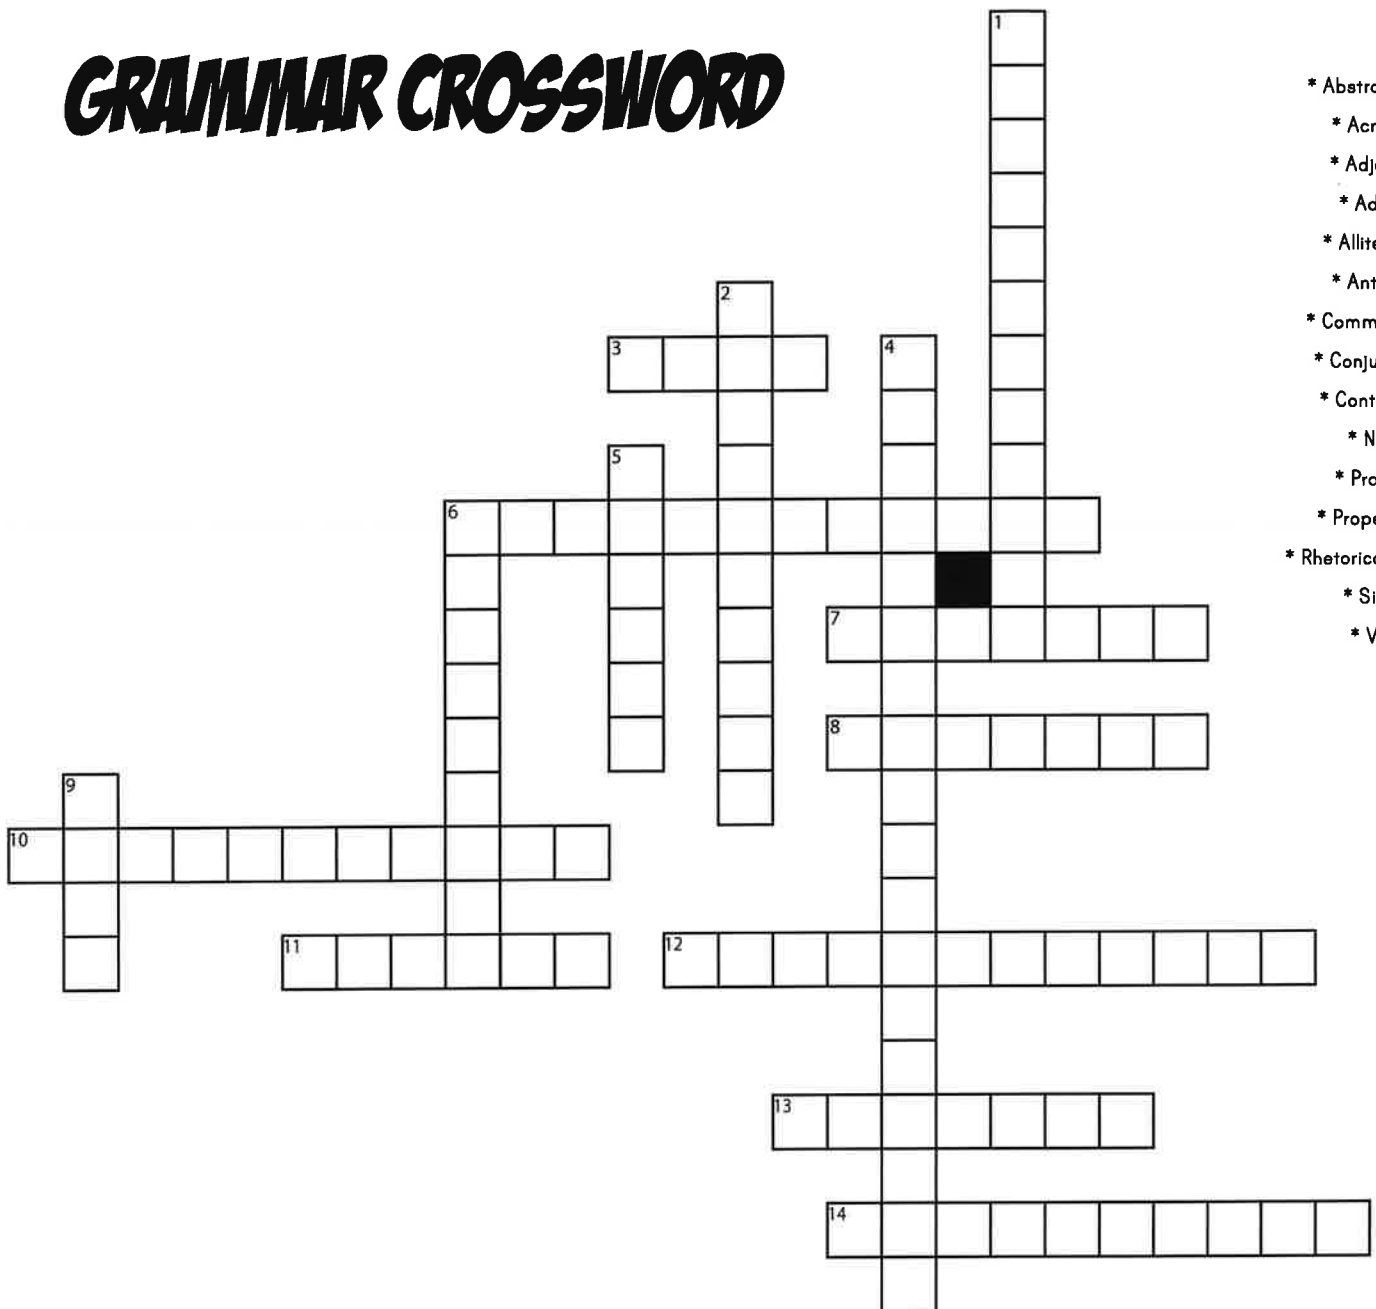 GRAMMAR CROSSWORD
* Abstra
* Acr
* Adj
* Ad
* Allite
* Ant
* Comm
* Conju
* Cont
* N
* Pro
* Prope
* Rhetorica
* Si
* V
1
2
3
4
5
6
7
8
9
10
11
12
13
14